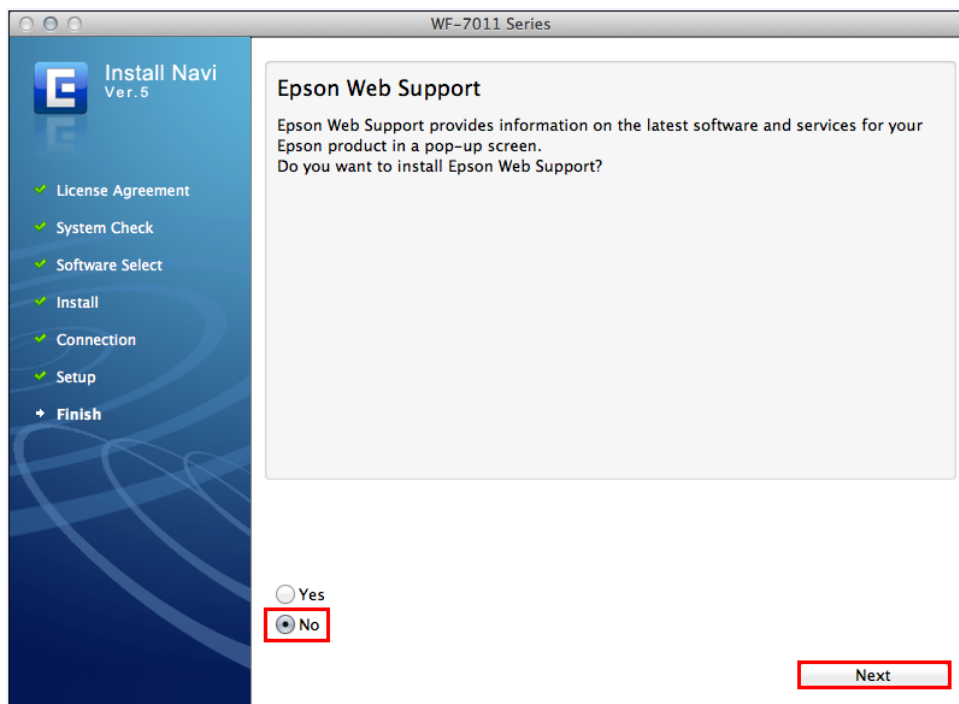 WF-7011 Series
Install Navi
Ver.5
License Agreement
System Check
Software Select
Install
Connection
Setup
Finish
Epson Web Support
Epson Web Support provides information on the latest software and services for your
Epson product in a pop-up screen.
Do you want to install Epson Web Support?
Yes
No
Next